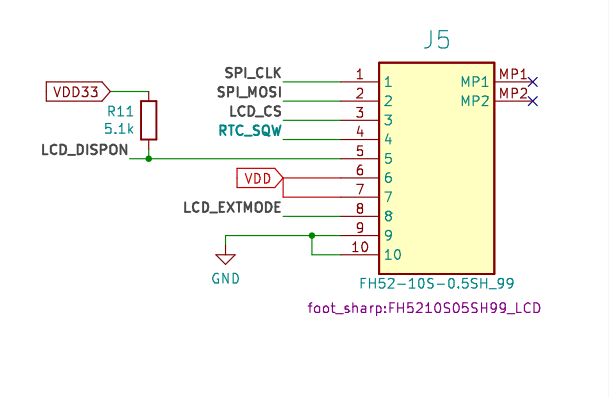 J5
SPI_CLK 1 1 MP1 MP1
VDD33 SPI_MOSI 2 2 MP2 MP2
R11 LCD_CS 3 3
5.1k RTC_SQW 4 4
LCD_DISPON 5 5
VDD 6 6
7 7
LCD_EXTMODE 8 8
9 9
10 10
GND
FH52-10S-0.5SH_99
foot_sharp:FH5210S05SH99_LCD